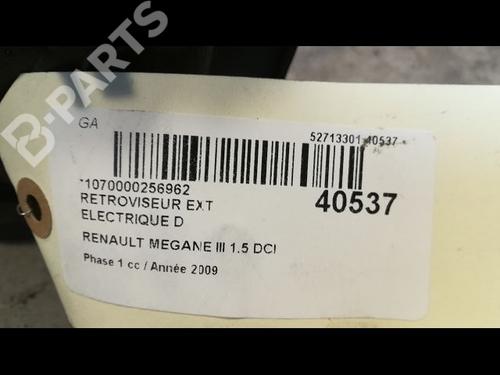 B-PARTS
GA
52713301 40537
*1070000256962
40537
RETROVISEUR EXT
ELECTRIQUE D
RENAULT MEGANE III 1.5 DCI
Phase 1 cc / Année 2009